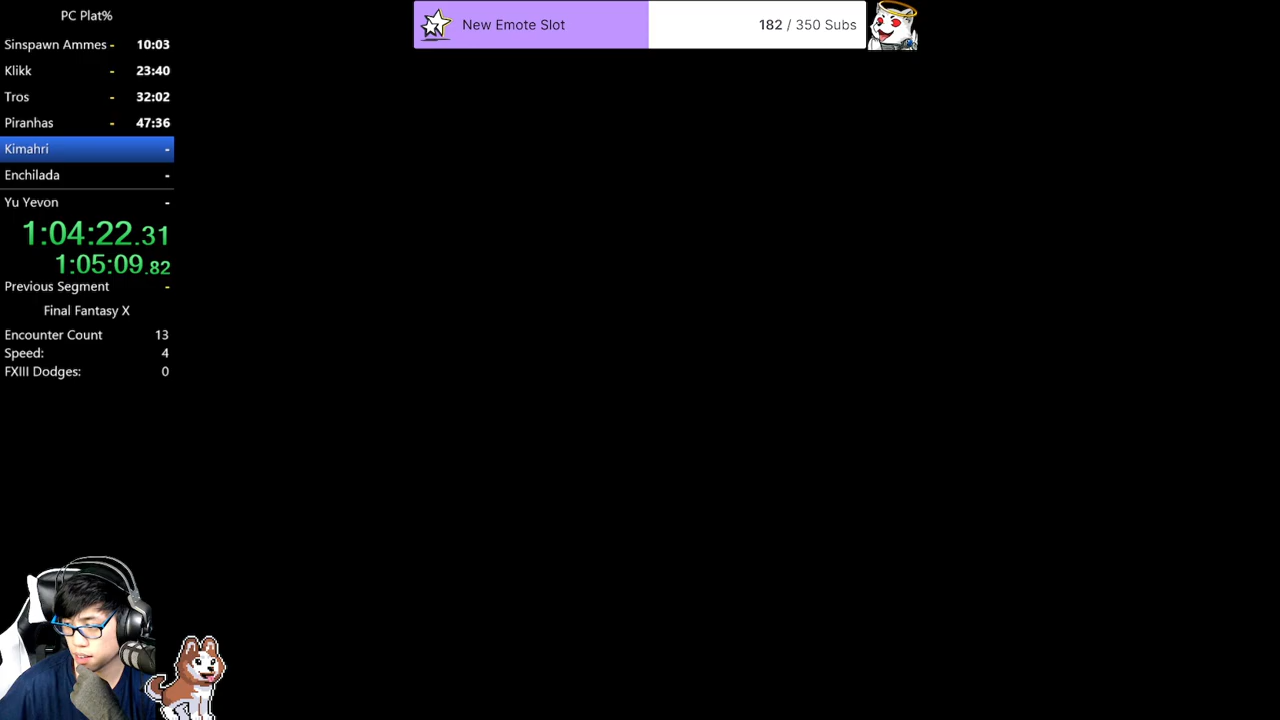 PC Plat%
New Emote Slot 182 / 350 Subs
Sinspawn Ammes - 10:03
Klikk - 23:40
Tros - 32:02
Piranhas - 47:36
Kimahri -
Enchilada -
Yu Yevon -
1:04:22.31
1:05:09.82
Previous Segment -
Final Fantasy X
Encounter Count 13
Speed: 4
FXIII Dodges: 0